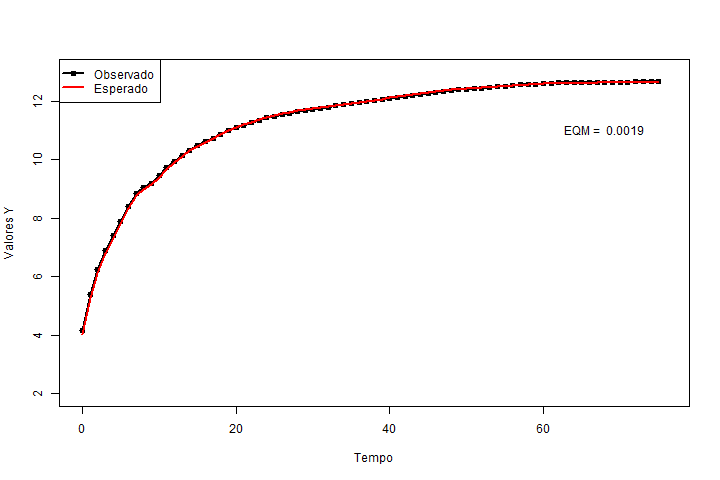 Observado
Esperado
EQM = 0.0019
Valores Y
12
10
8
6
4
2
0
20
40
60
Tempo